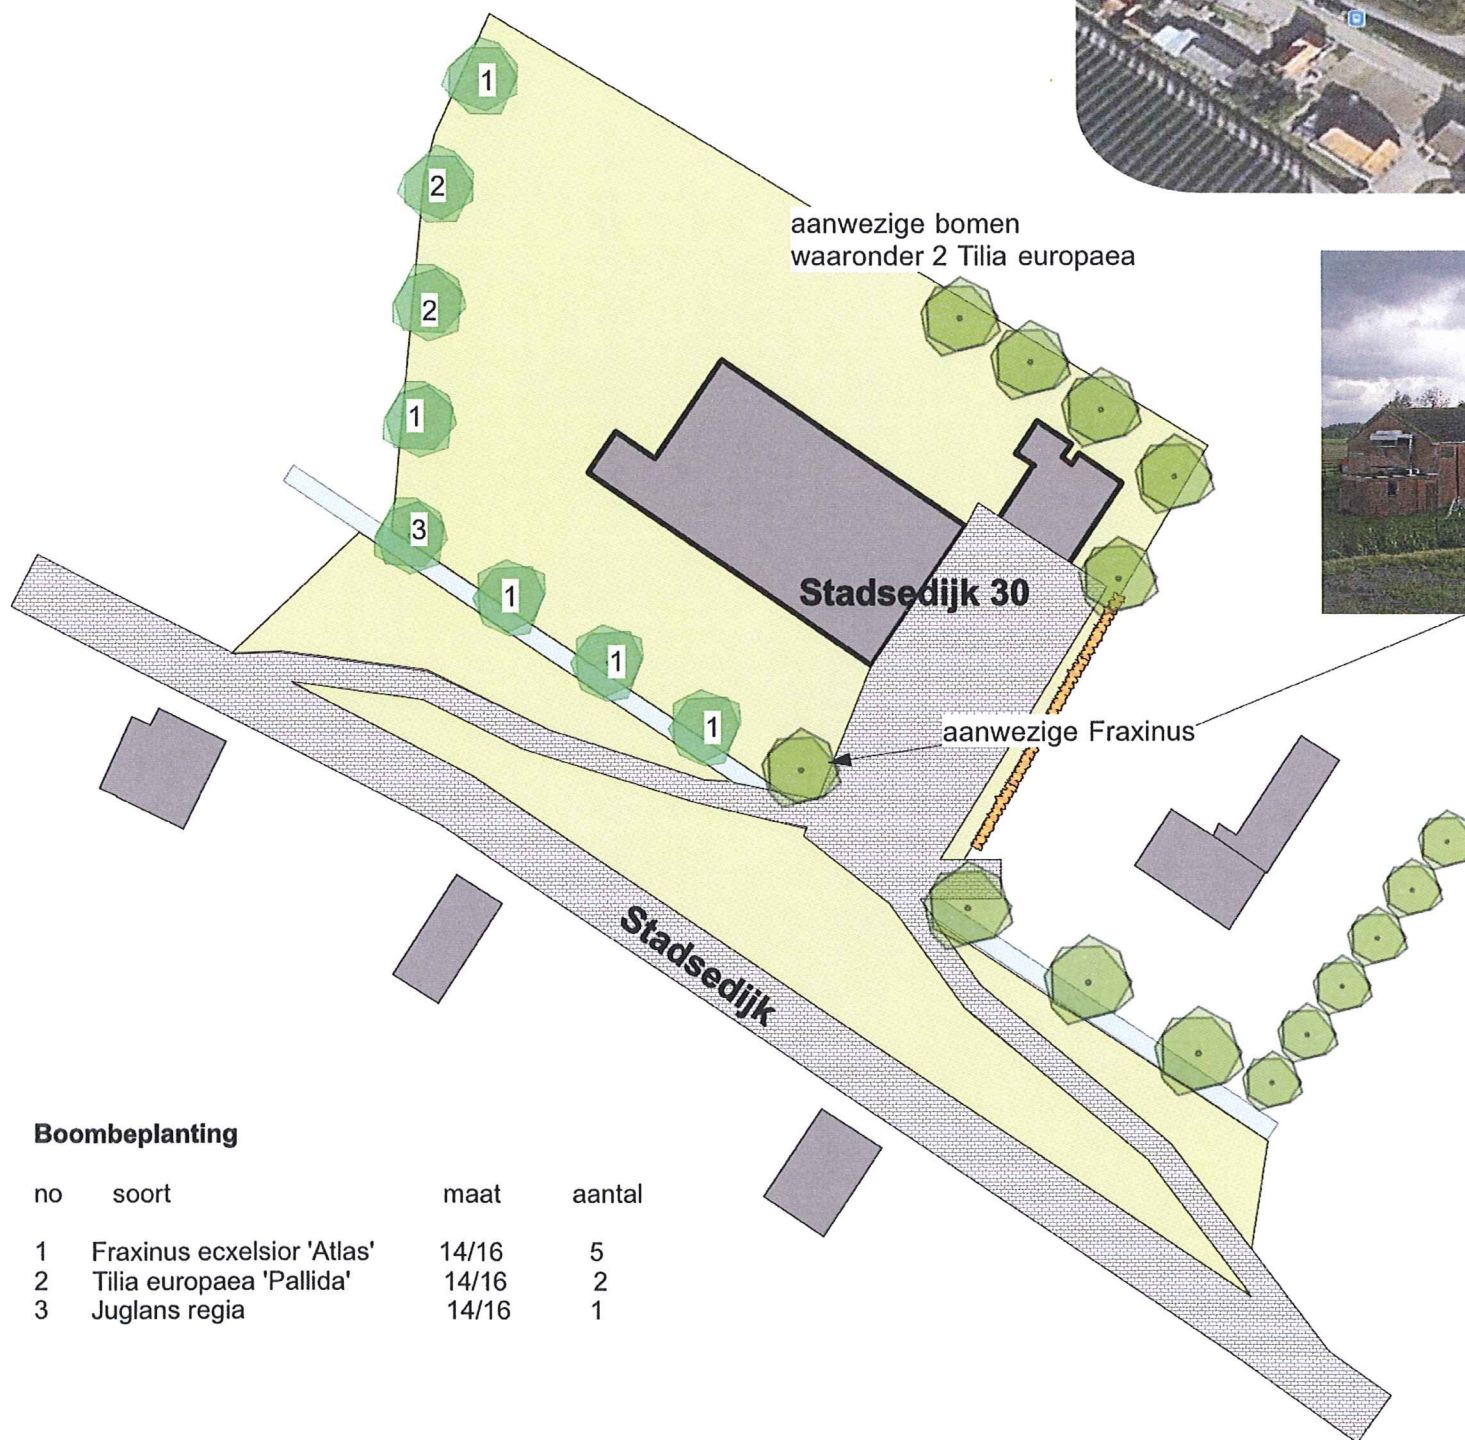 1
2
aanwezige bomen
waaronder 2 Tilia europaea
2
1
3
Stadsedijk 30
1
1
1
aanwezige Fraxinus
Stadsedijk
Boombeplanting
no soort maat aantal
1 Fraxinus ecxelsior 'Atlas' 14/16 5
2 Tilia europaea 'Pallida' 14/16 2
3 Juglans regia 14/16 1